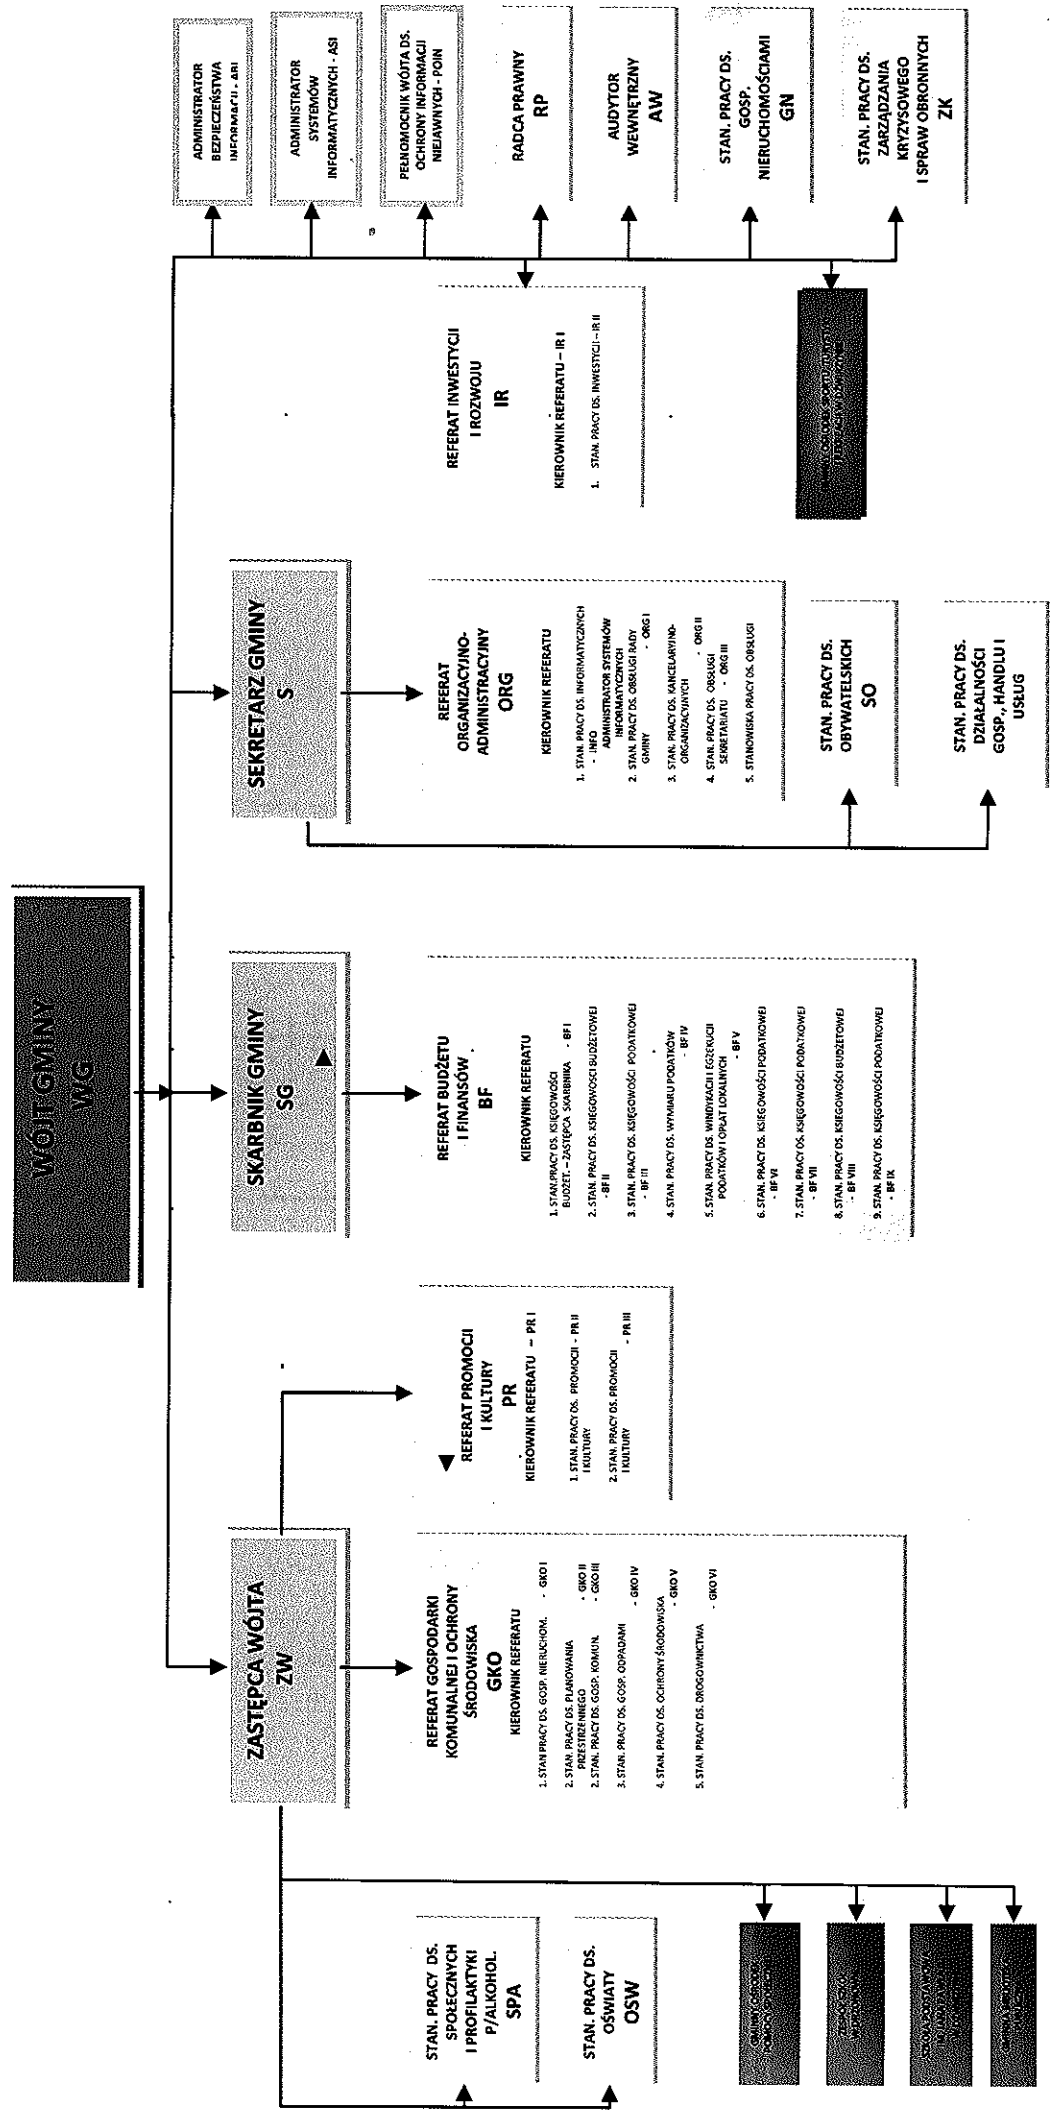 WÓJT GMINY
WG
ZASTĘPCA WÓJTA
ZW
SKARBNIK GMINY
SG
SEKRETARZ GMINY
S
ADMINISTRATOR
BEZPIECZEŃSTWA
INFORMACJI - ABI
ADMINISTRATOR
SYSTEMÓW
INFORMATYCZNYCH - ASI
PEŁNOMOCNIK WÓJTA DS.
OCHRONY INFORMACJI
NIEJAWNYCH - POIN
RADCA PRAWNY
RP
AUDYTOR
WEWNĘTRZNY
AW
STAN. PRACY DS.
GOSP.
NIERUCHOMOŚCIAMI
GN
STAN. PRACY DS.
ZARZĄDZANIA
KRYZYSOWEGO
I SPRAW OBRONNYCH
ZK
STAN. PRACY DS.
SPOŁECZNYCH
I PROFILAKTYKI
P/ALKOHOL.
SPA
STAN. PRACY DS.
OŚWIATY
OSW
GMINNY OŚRODEK
POMOCY SPOŁECZNEJ
REFERAT GOSPODARKI
KOMUNALNEJ I OCHRONY
ŚRODOWISKA
GKO
KIEROWNIK REFERATU
1. STAN PRACY DS. GOSP. NIERUCHOM. - GKO I
2. STAN. PRACY DS. PLANOWANIA - GKO II
PRZESTRZENNEGO
2. STAN. PRACY DS. GOSP. KOMUN. - GKO III
3. STAN. PRACY DS. GOSP. ODPADAMI
- GKO IV
4. STAN. PRACY DS. OCHRONY ŚRODOWISKA
- GKO V
5. STAN. PRACY DS. DROGOWNICTWA
- GKO VI
REFERAT PROMOCJI
I KULTURY
PR
KIEROWNIK REFERATU – PR I
1. STAN. PRACY DS. PROMOCJI - PR II
I KULTURY
2. STAN. PRACY DS. PROMOCJI
I KULTURY - PR III
REFERAT BUDŻETU
I FINANSÓW
BF
KIEROWNIK REFERATU
1. STAN.PRACY DS. KSIĘGOWOŚCI
BUDŻET. – ZASTĘPCA SKARBNIKA - BF I
2. STAN. PRACY DS. KSIEGOWOSCI BUDŻETOWEJ
- BF II
3. STAN. PRACY DS. KSIĘGOWOŚCI PODATKOWEJ
- BF III
4. STAN. PRACY DS. WYMIARU PODATKÓW
- BF IV
5. STAN. PRACY DS. WINDYKACJI I EGZEKUCJI
PODATKÓW I OPŁAT LOKALNYCH - BF V
6. STAN. PRACY DS. KSIEGOWOŚCI PODATKOWEJ
- BF VI
7. STAN. PRACY DS. KSIĘGOWOŚCI PODATKOWEJ
- BF VII
8. STAN. PRACY DS. KSIĘGOWOŚCI BUDŻETOWEJ
- BF VIII
9. STAN. PRACY DS. KSIĘGOWOŚCI PODATKOWEJ
- BF IX
REFERAT
ORGANIZACYJNO-
ADMINISTRACYJNY
ORG
KIEROWNIK REFERATU
1. STAN. PRACY DS. INFORMATYCZNYCH
- INFO
ADMINISTRATOR SYSTEMÓW
INFORMATYCZNYCH
2. STAN. PRACY DS. OBSŁUGI RADY
GMINY - ORG I
3. STAN. PRACY DS. KANCELARYJNO-
ORGANIZACYJNYCH - ORG II
4. STAN. PRACY DS. OBSŁUGI
SEKRETARIATU - ORG III
5. STANOWISKA PRACY DS. OBSŁUGI
STAN. PRACY DS.
OBYWATELSKICH
SO
STAN. PRACY DS.
DZIAŁALNOŚCI
GOSP., HANDLU I
USŁUG
REFERAT INWESTYCJI
I ROZWOJU
IR
KIEROWNIK REFERATU – IR I
1. STAN. PRACY DS. INWESTYCJI – IR II